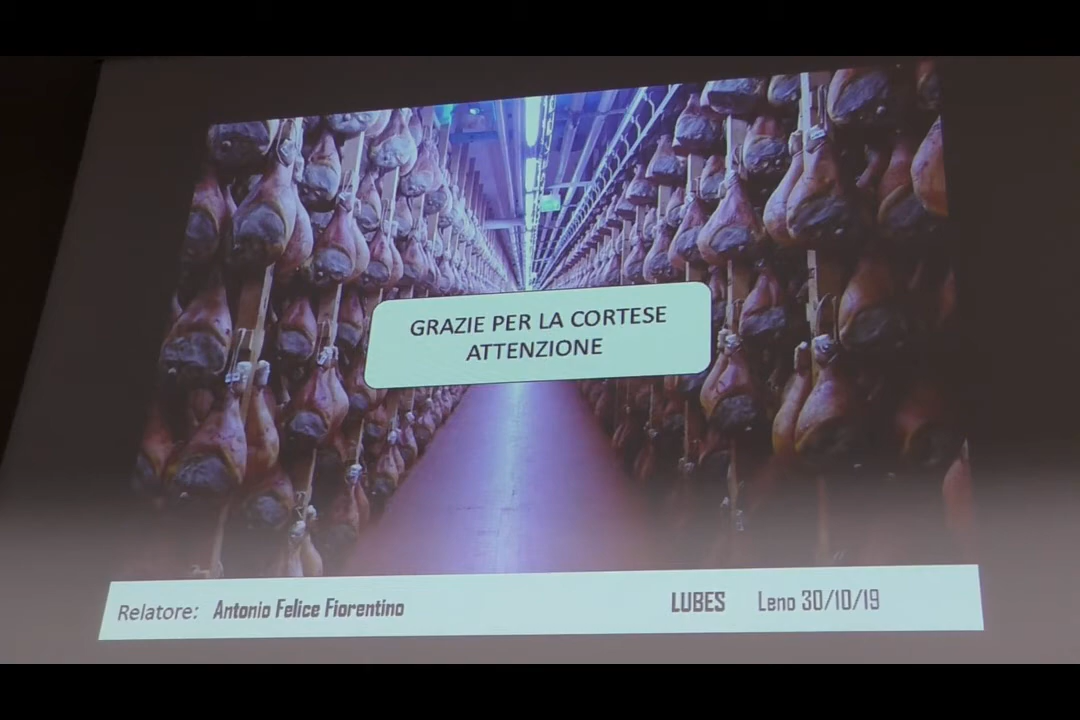 GRAZIE PER LA CORTESE
ATTENZIONE
Relatore: Antonio Felice Fiorentino LUBES Leno 30/10/19